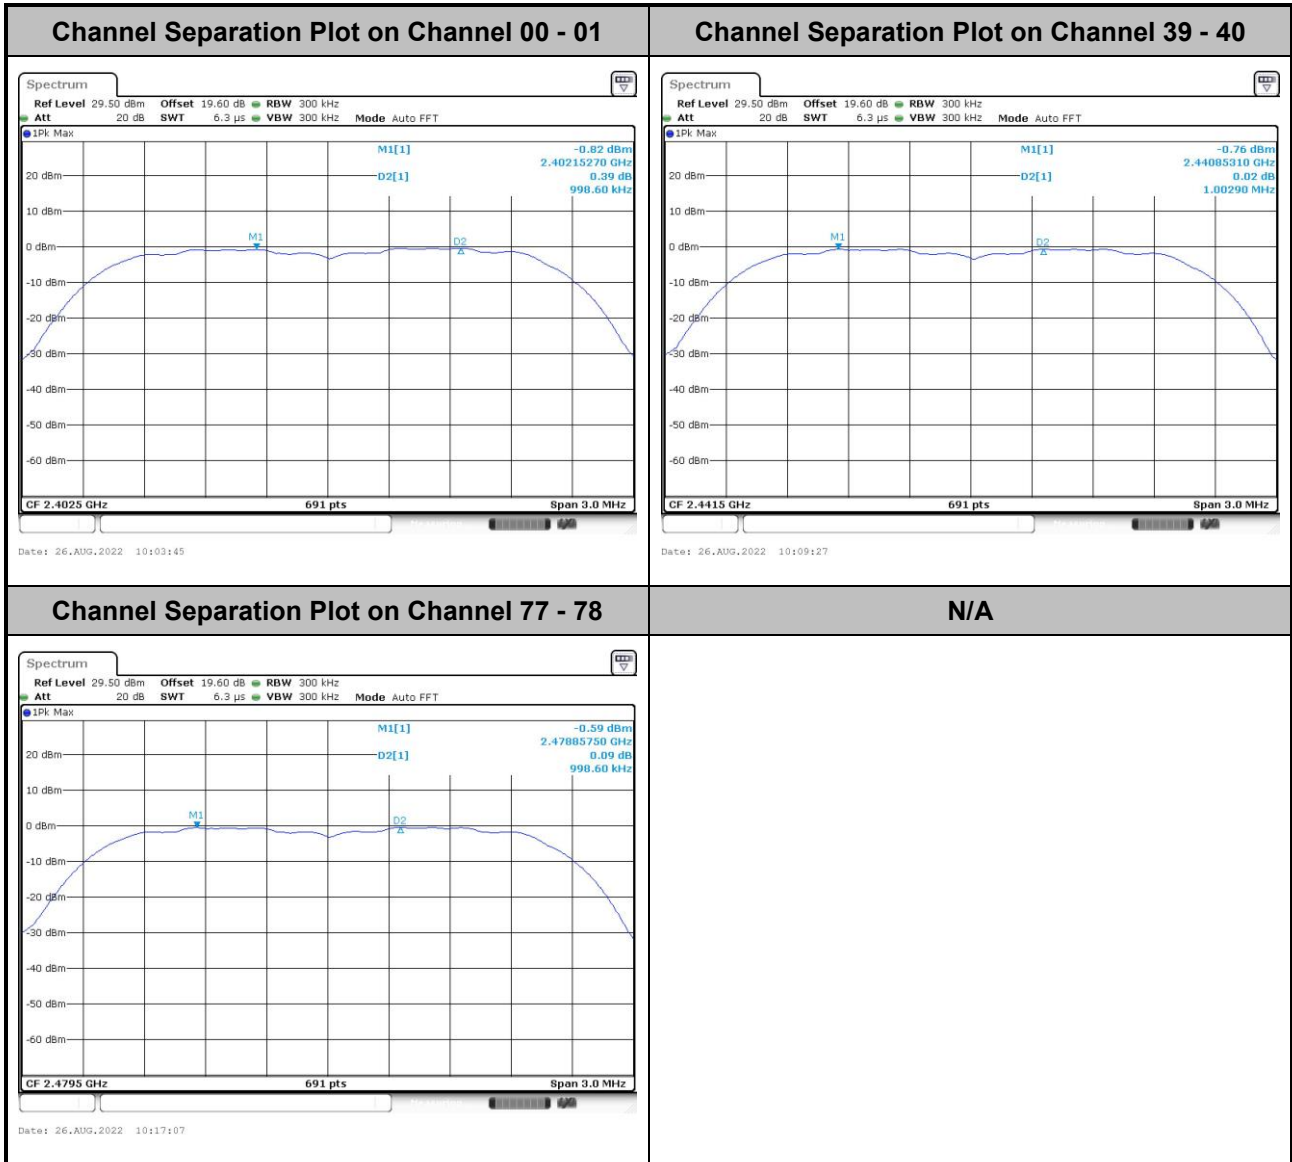 Channel Separation Plot on Channel 00 - 01
Spectrum
Ref Level 29.50 dBm Offset 19.60 dB RBW 300 kHz
Att 20 dB SWT 6.3 µs VBW 300 kHz Mode Auto FFT
1Pk Max
M1[1] -0.82 dBm
2.40215270 GHz
D2[1] 0.39 dB
998.60 kHz
20 dBm
10 dBm
M1
D2
0 dBm
-10 dBm
-20 dBm
-30 dBm
-40 dBm
-50 dBm
-60 dBm
CF 2.4025 GHz 691 pts Span 3.0 MHz
Date: 26.AUG.2022 10:03:45
Channel Separation Plot on Channel 39 - 40
Spectrum
Ref Level 29.50 dBm Offset 19.60 dB RBW 300 kHz
Att 20 dB SWT 6.3 µs VBW 300 kHz Mode Auto FFT
1Pk Max
M1[1] -0.76 dBm
2.44085310 GHz
D2[1] 0.02 dB
1.00290 MHz
20 dBm
10 dBm
M1
D2
0 dBm
-10 dBm
-20 dBm
-30 dBm
-40 dBm
-50 dBm
-60 dBm
CF 2.4415 GHz 691 pts Span 3.0 MHz
Date: 26.AUG.2022 10:09:27
Channel Separation Plot on Channel 77 - 78
Spectrum
Ref Level 29.50 dBm Offset 19.60 dB RBW 300 kHz
Att 20 dB SWT 6.3 µs VBW 300 kHz Mode Auto FFT
1Pk Max
M1[1] -0.59 dBm
2.47885750 GHz
D2[1] 0.09 dB
998.60 kHz
20 dBm
10 dBm
M1
D2
0 dBm
-10 dBm
-20 dBm
-30 dBm
-40 dBm
-50 dBm
-60 dBm
CF 2.4795 GHz 691 pts Span 3.0 MHz
Date: 26.AUG.2022 10:17:07
N/A